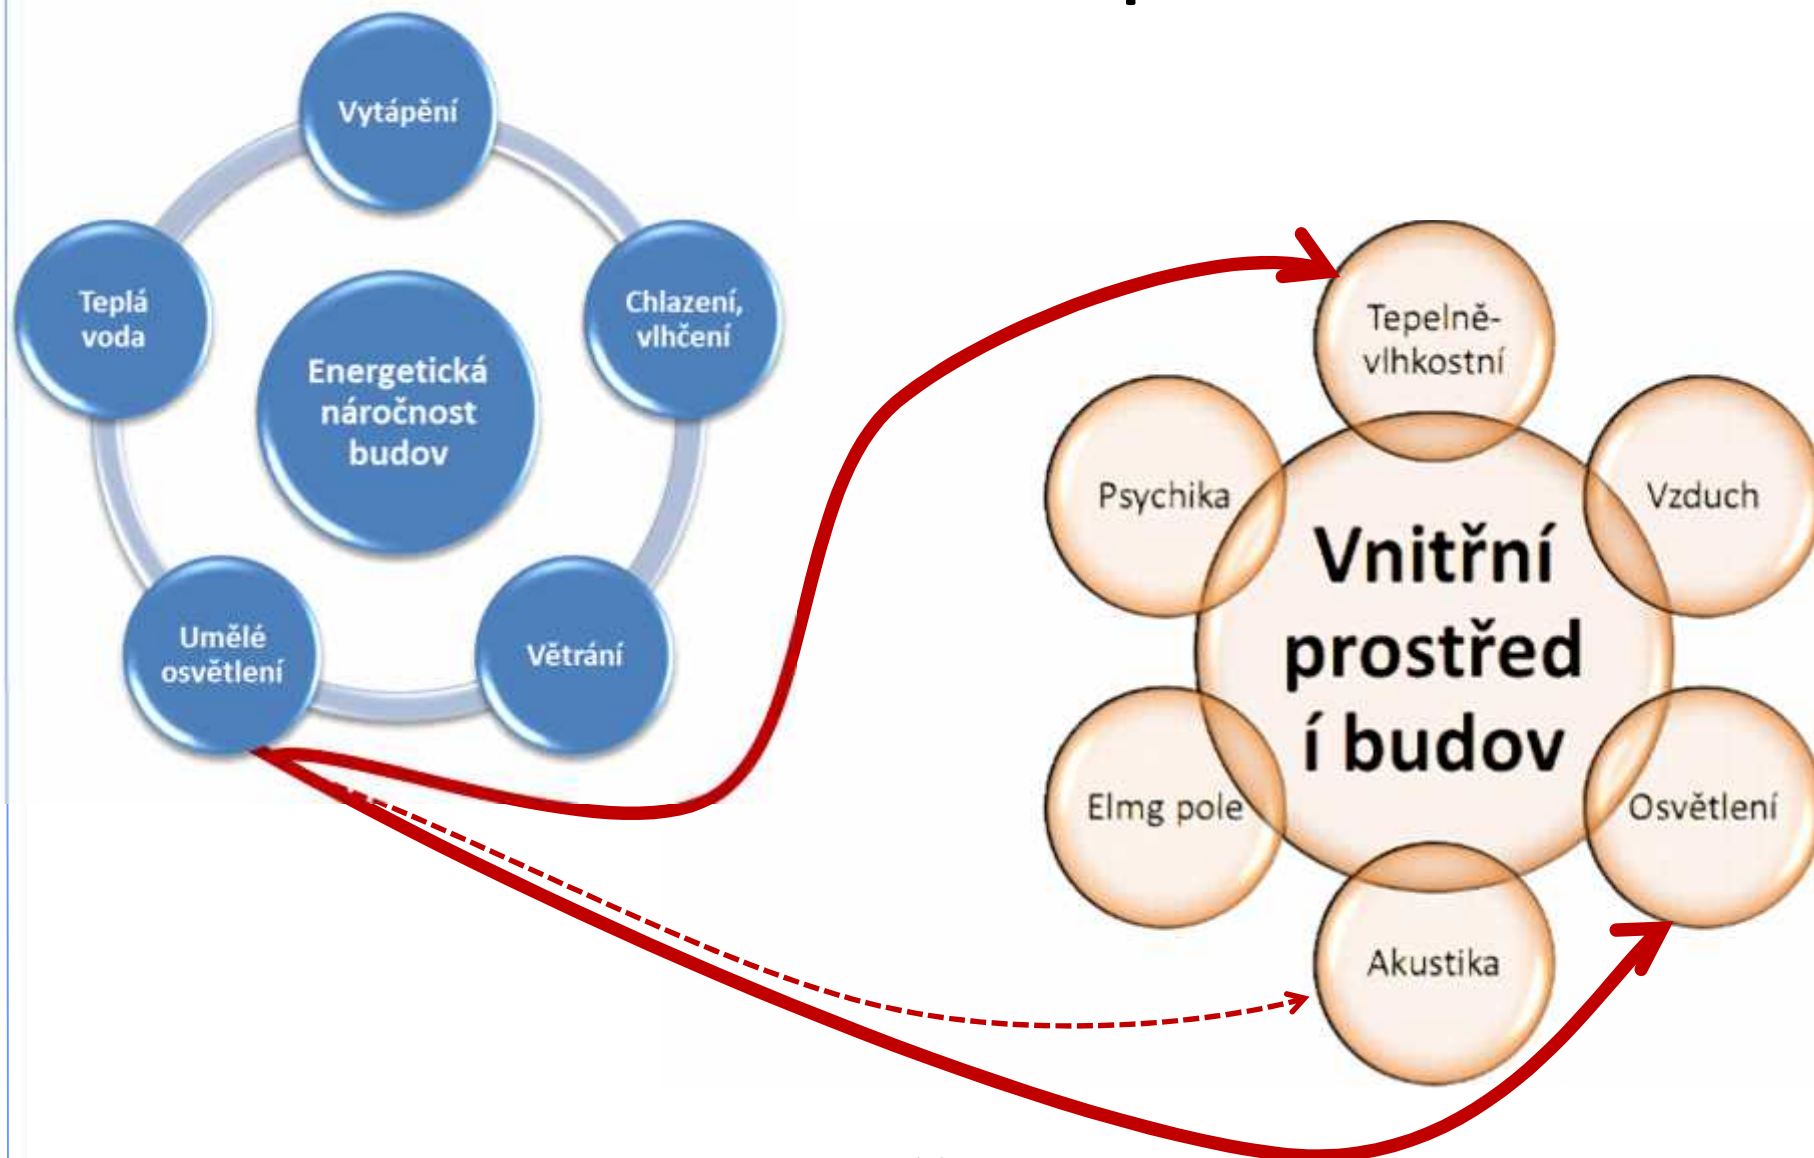 Vytápění
Teplá
voda
Chlazení,
vlhčení
Energetická
náročnost
budov
Umělé
osvětlení
Větrání
Tepelně-
vlhkostní
Psychika
Vzduch
Vnitřní
prostřed
í budov
Elmg pole
Osvětlení
Akustika